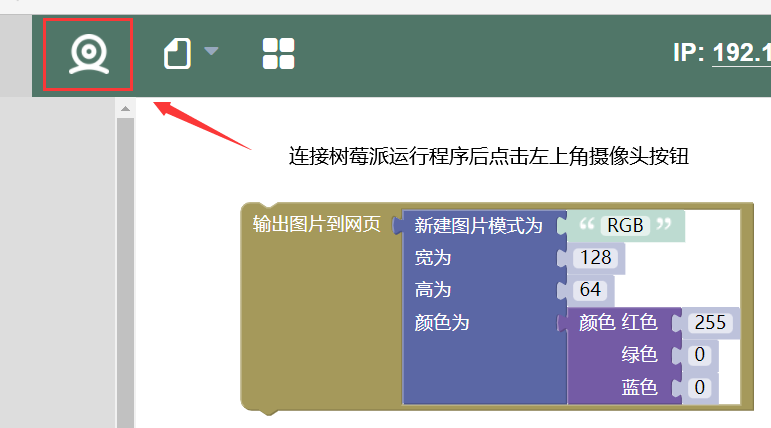 IP: 192.1
连接树莓派运行程序后点击左上角摄像头按钮
输出图片到网页 新建图片模式为 “ RGB ”
宽为 128
高为 64
颜色为 颜色 红色 255
绿色 0
蓝色 0